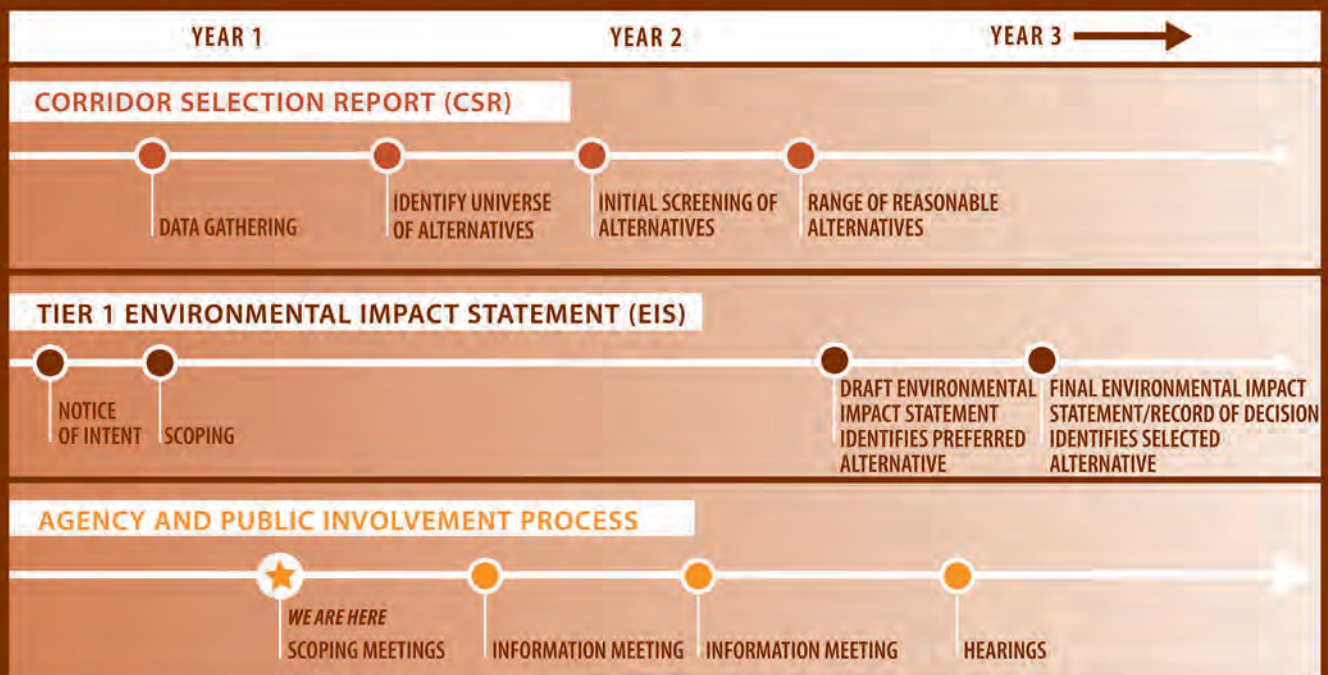 YEAR 1
YEAR 2
YEAR 3
CORRIDOR SELECTION REPORT (CSR)
DATA GATHERING
IDENTIFY UNIVERSE
OF ALTERNATIVES
INITIAL SCREENING OF
ALTERNATIVES
RANGE OF REASONABLE
ALTERNATIVES
TIER 1 ENVIRONMENTAL IMPACT STATEMENT (EIS)
NOTICE
OF INTENT
SCOPING
DRAFT ENVIRONMENTAL
IMPACT STATEMENT
IDENTIFIES PREFERRED
ALTERNATIVE
FINAL ENVIRONMENTAL IMPACT
STATEMENT/RECORD OF DECISION
IDENTIFIES SELECTED
ALTERNATIVE
AGENCY AND PUBLIC INVOLVEMENT PROCESS
WE ARE HERE
SCOPING MEETINGS
INFORMATION MEETING
INFORMATION MEETING
HEARINGS